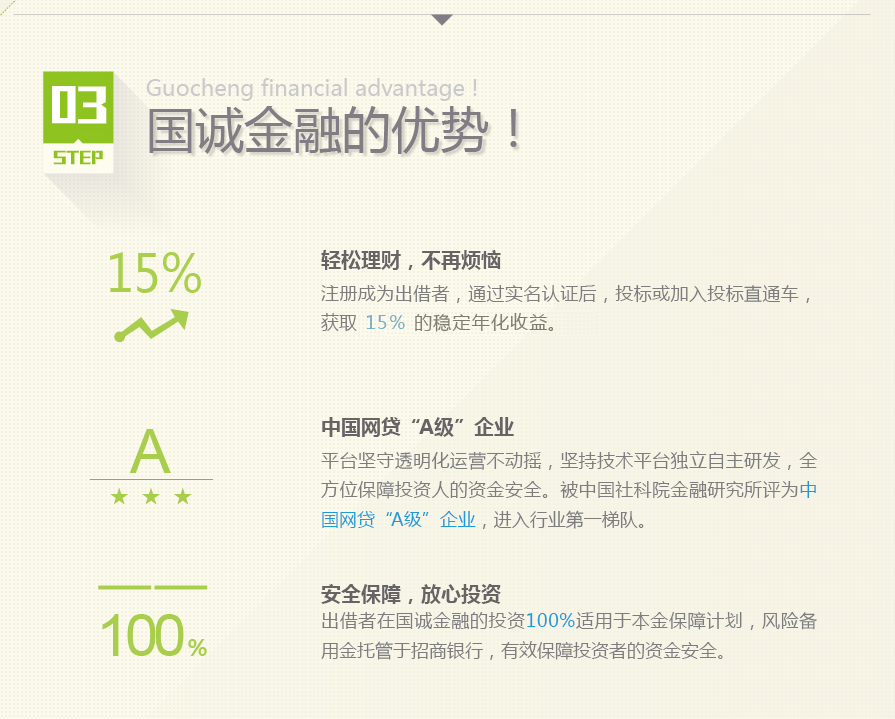 03
STEP
Guocheng financial advantage !
国诚金融的优势！
15%
轻松理财，不再烦恼
注册成为出借者，通过实名认证后，投标或加入投标直通车，
获取 15% 的稳定年化收益。
A
中国网贷“A级”企业
平台坚守透明化运营不动摇，坚持技术平台独立自主研发，全
方位保障投资人的资金安全。被中国社科院金融研究所评为中
国网贷“A级”企业，进入行业第一梯队。
100%
安全保障，放心投资
出借者在国诚金融的投资100%适用于本金保障计划，风险备
用金托管于招商银行，有效保障投资者的资金安全。